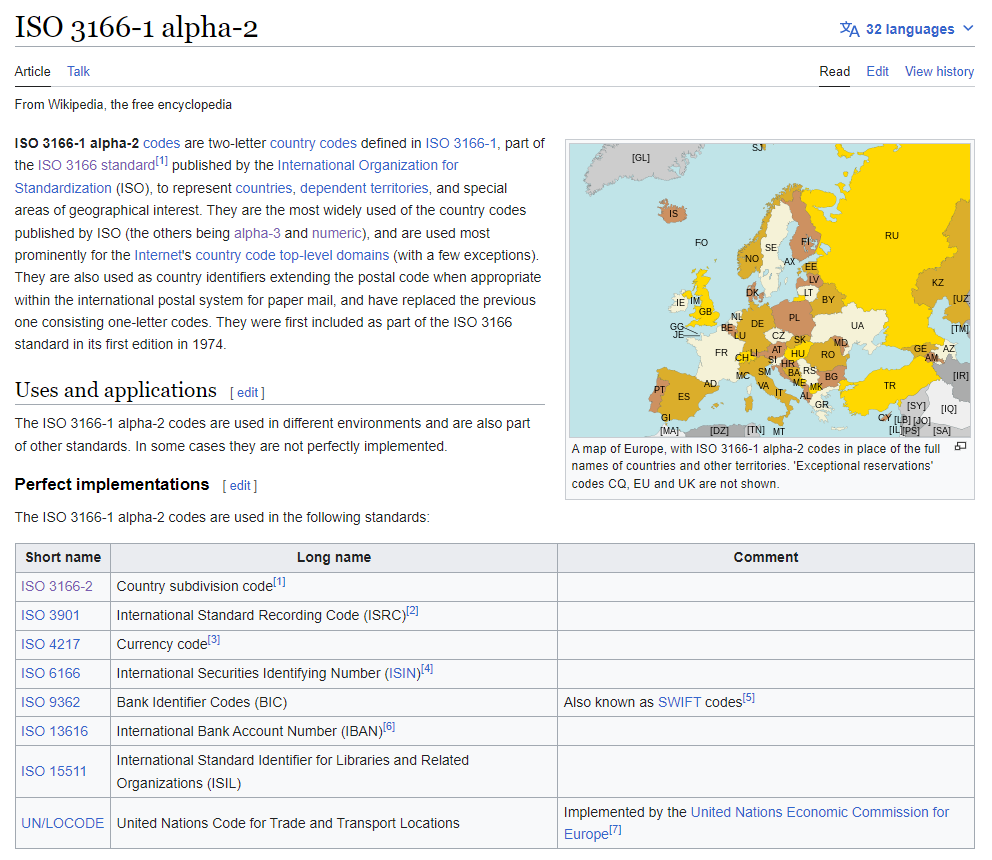 ISO 3166-1 alpha-2
32 languages
Article Talk
Read Edit View history
From Wikipedia, the free encyclopedia
ISO 3166-1 alpha-2 codes are two-letter country codes defined in ISO 3166-1, part of
the ISO 3166 standard[1] published by the International Organization for
Standardization (ISO), to represent countries, dependent territories, and special
areas of geographical interest. They are the most widely used of the country codes
published by ISO (the others being alpha-3 and numeric), and are used most
prominently for the Internet's country code top-level domains (with a few exceptions).
They are also used as country identifiers extending the postal code when appropriate
within the international postal system for paper mail, and have replaced the previous
one consisting one-letter codes. They were first included as part of the ISO 3166
standard in its first edition in 1974.
SJ
[GL]
IS
RU
FO
SE
FI
NO
AX
EE
LV
KZ
DK
LT
BY
[UZ
IE
IM
GB
NL
PL
DE
UA
GG
JE
BE
LU
CZ
[TM]
SK
MD
FR
CH
LI
AT
HU
RO
GE
AZ
SI
HR
AM
SM
BA
RS
MC
BG
[IR]
AD
VA
ME
MK
TR
PT
ES
IT
AL
GR
[SY]
[IQ]
GI
CY
[LB]
[JO]
[MA]
[DZ]
[TN]
MT
[IL]
[PS]
[SA]
A map of Europe, with ISO 3166-1 alpha-2 codes in place of the full
names of countries and other territories. 'Exceptional reservations'
codes CQ, EU and UK are not shown.
Uses and applications [ edit ]
The ISO 3166-1 alpha-2 codes are used in different environments and are also part
of other standards. In some cases they are not perfectly implemented.
Perfect implementations [ edit ]
The ISO 3166-1 alpha-2 codes are used in the following standards:
Short name Long name Comment
ISO 3166-2 Country subdivision code[1]
ISO 3901 International Standard Recording Code (ISRC)[2]
ISO 4217 Currency code[3]
ISO 6166 International Securities Identifying Number (ISIN)[4]
ISO 9362 Bank Identifier Codes (BIC) Also known as SWIFT codes[5]
ISO 13616 International Bank Account Number (IBAN)[6]
ISO 15511 International Standard Identifier for Libraries and Related
Organizations (ISIL)
UN/LOCODE United Nations Code for Trade and Transport Locations Implemented by the United Nations Economic Commission for
Europe[7]